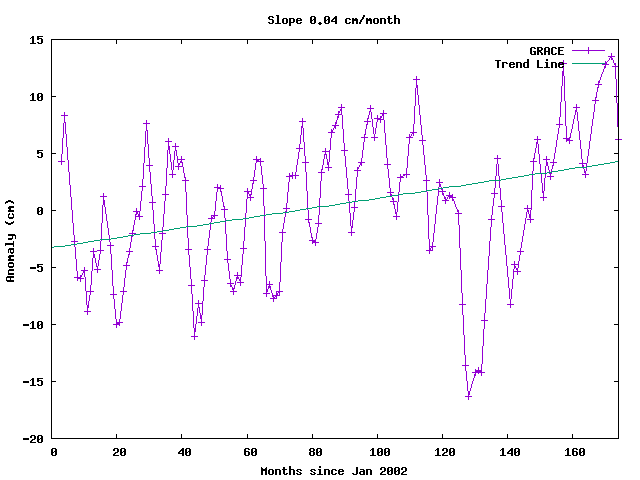 Slope 0.04 cm/month
GRACE
Trend Line
15
10
5
0
-5
-10
-15
-20
Anomaly (cm)
0 20 40 60 80 100 120 140 160
Months since Jan 2002